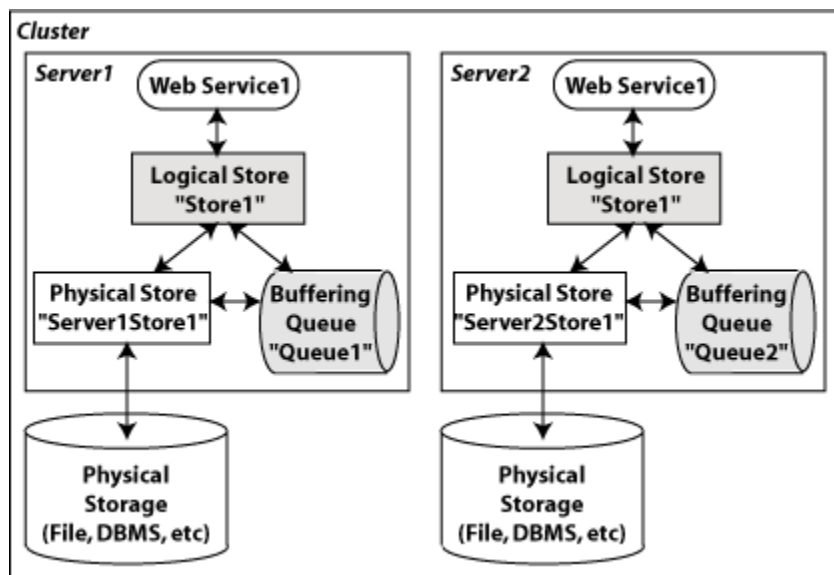 Cluster
Server1
Web Service1
Logical Store
"Store1"
Physical Store
"Server1Store1"
Buffering
Queue
"Queue1"
Physical
Storage
(File, DBMS, etc)
Server2
Web Service1
Logical Store
"Store1"
Physical Store
"Server2Store1"
Buffering
Queue
"Queue2"
Physical
Storage
(File, DBMS, etc)